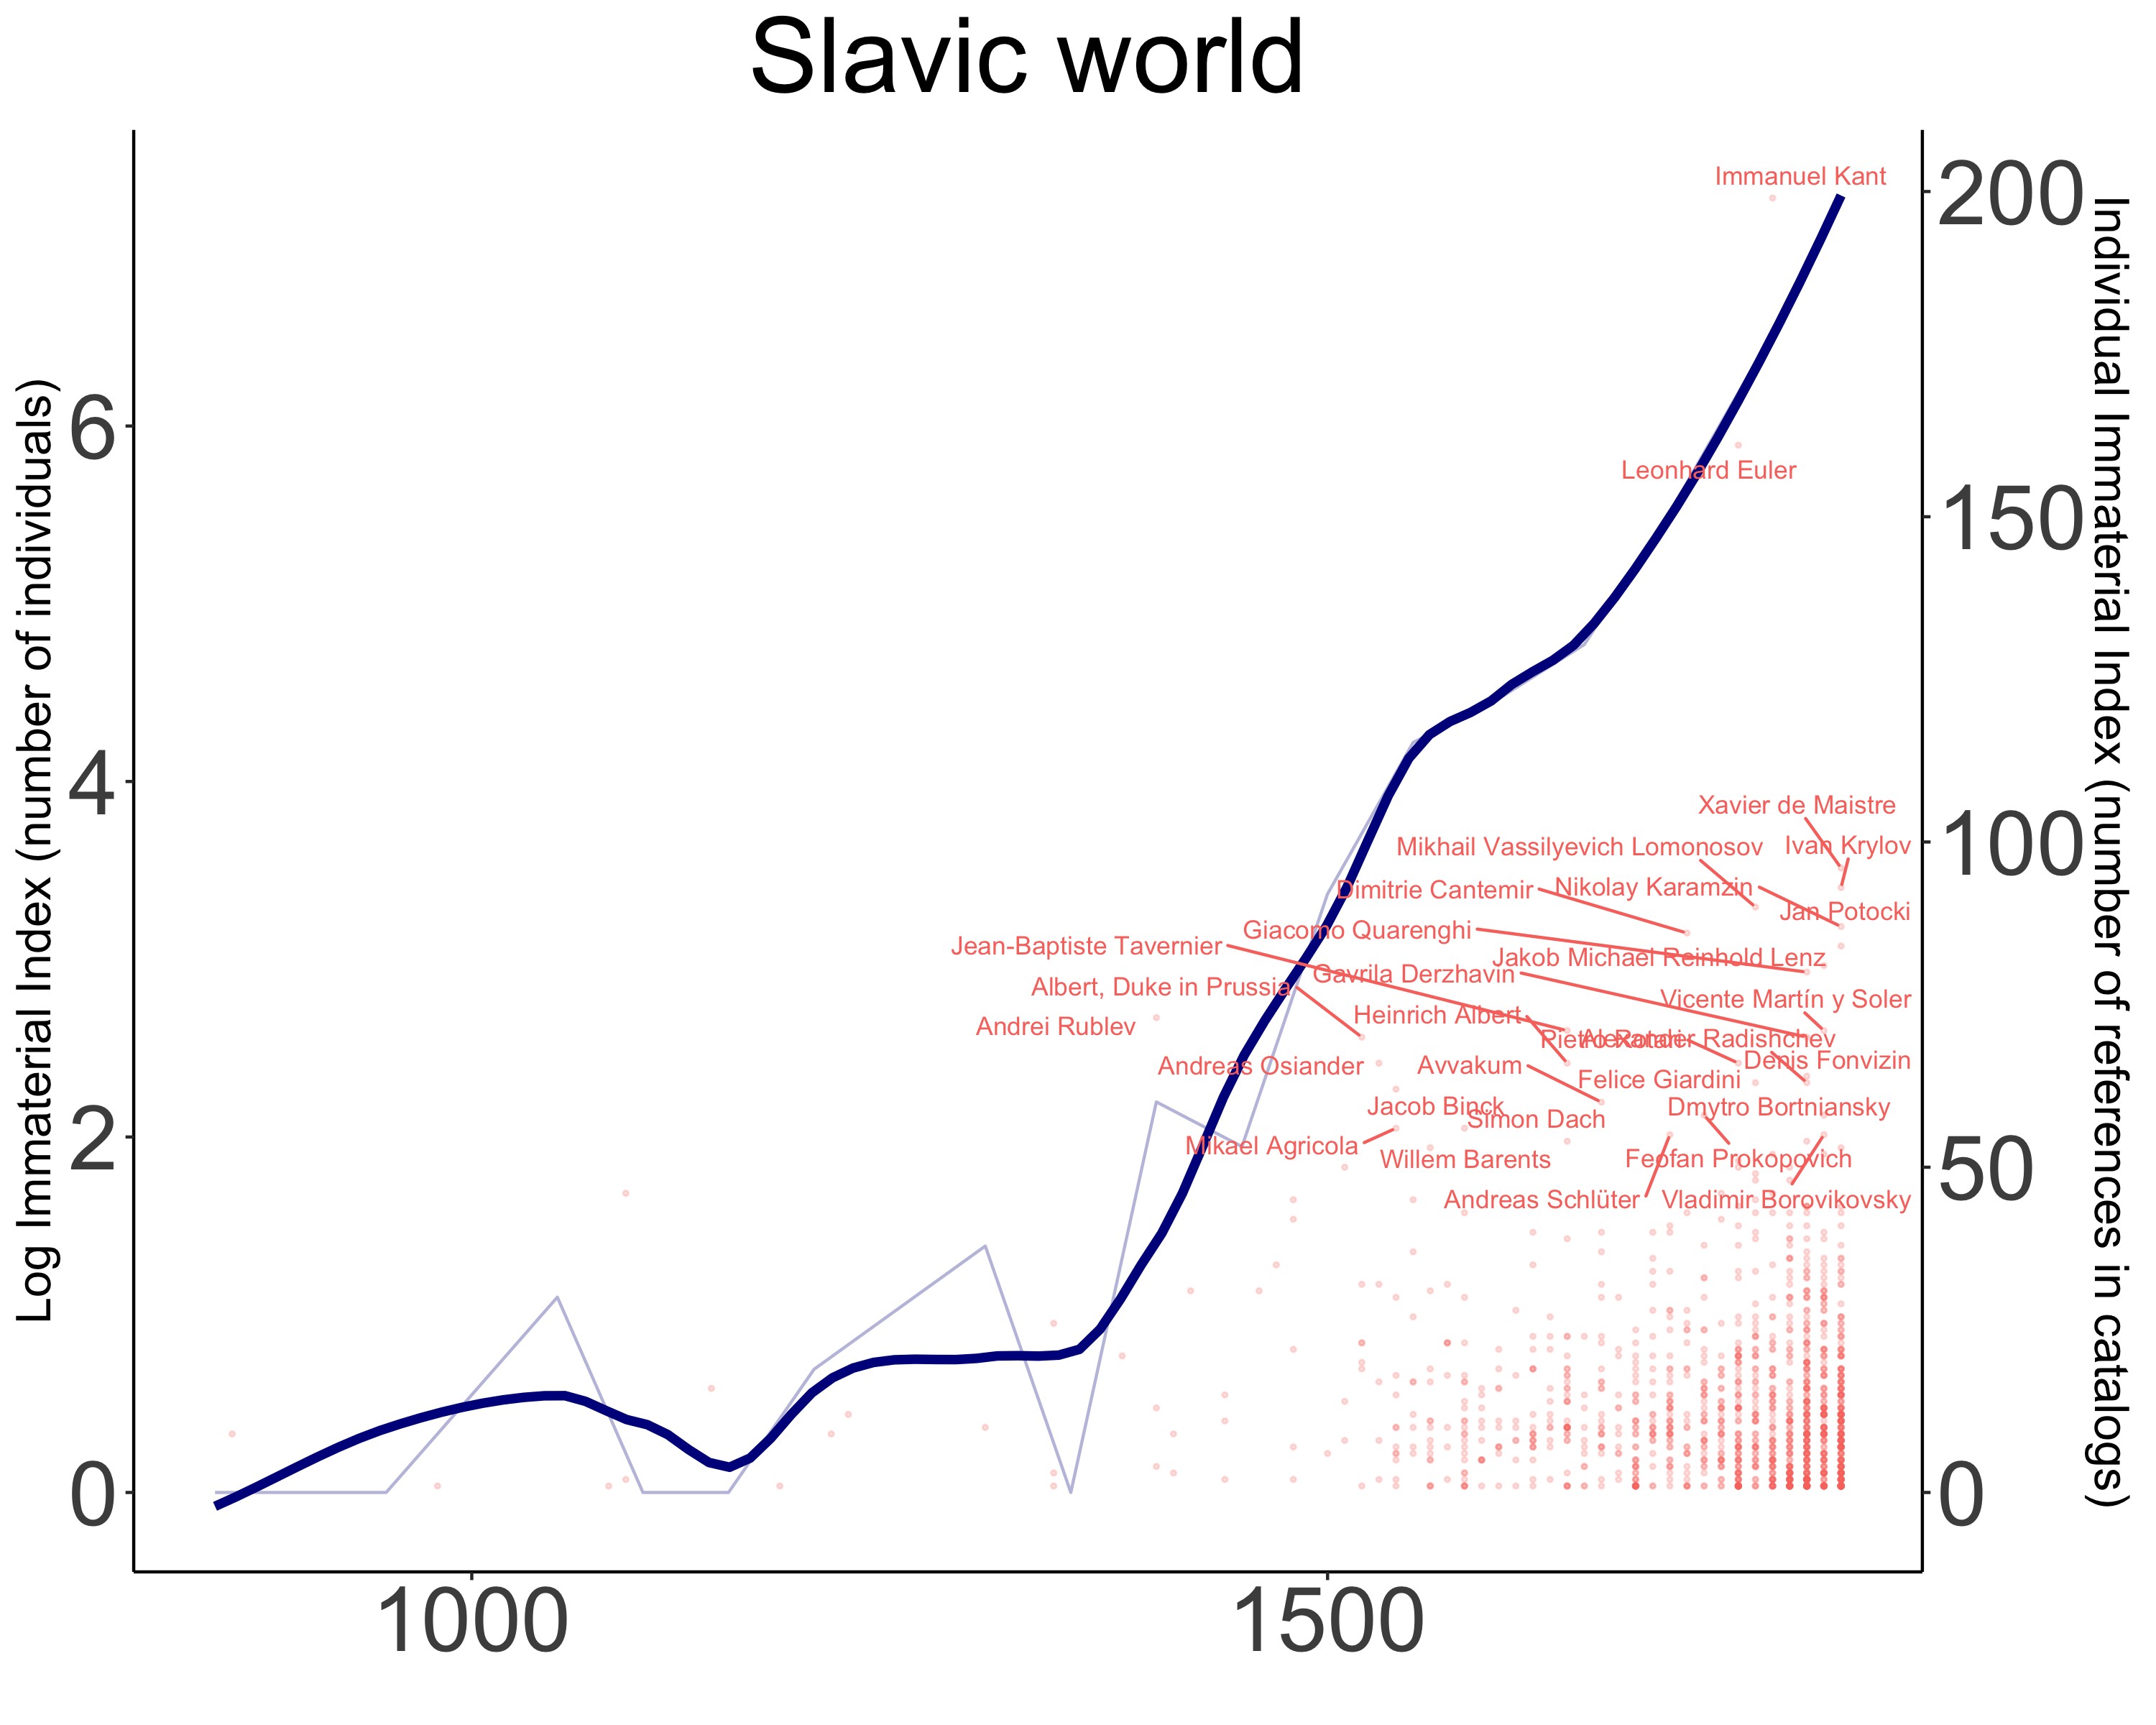 Slavic world
Log Immaterial Index (number of individuals)
6
4
2
0
1000
1500
200
150
100
50
0
Individual Immaterial Index (number of references in catalogs)
Immanuel Kant
Leonhard Euler
Xavier de Maistre
Mikhail Vassilyevich Lomonosov
Ivan Krylov
Dimitrie Cantemir
Nikolay Karamzin
Jan Potocki
Giacomo Quarenghi
Jean-Baptiste Tavernier
Jakob Michael Reinhold Lenz
Gavrila Derzhavin
Albert, Duke in Prussia
Vicente Martín y Soler
Heinrich Albert
Andrei Rublev
Pietro Rotari
Alexander Radishchev
Denis Fonvizin
Andreas Osiander
Avvakum
Felice Giardini
Jacob Binck
Dmytro Bortniansky
Simon Dach
Mikael Agricola
Willem Barents
Feofan Prokopovich
Andreas Schlüter
Vladimir Borovikovsky